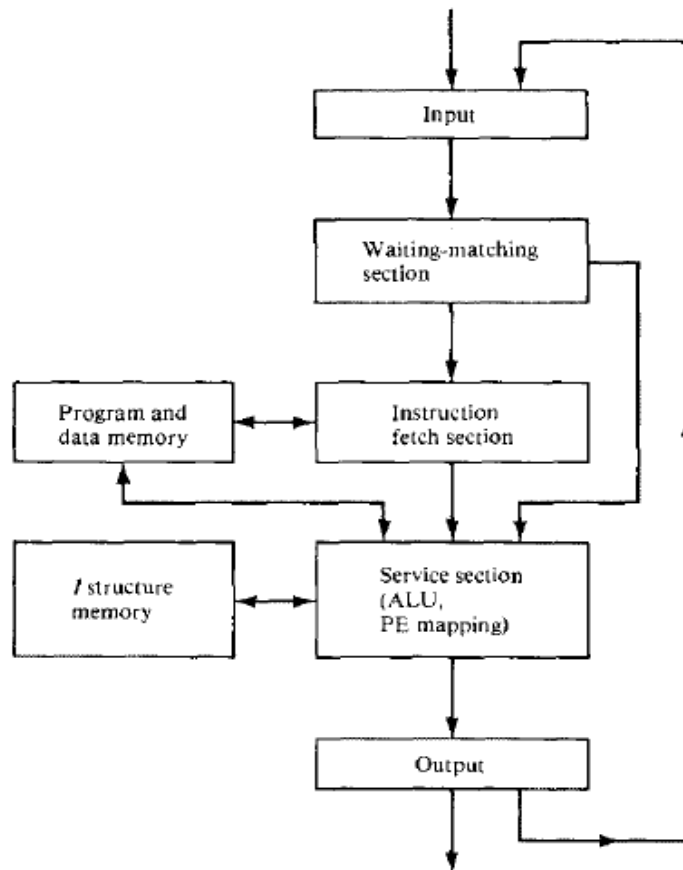 Input
Waiting-matching
section
Program and
data memory
Instruction
fetch section
I structure
memory
Service section
(ALU,
PE mapping)
Output